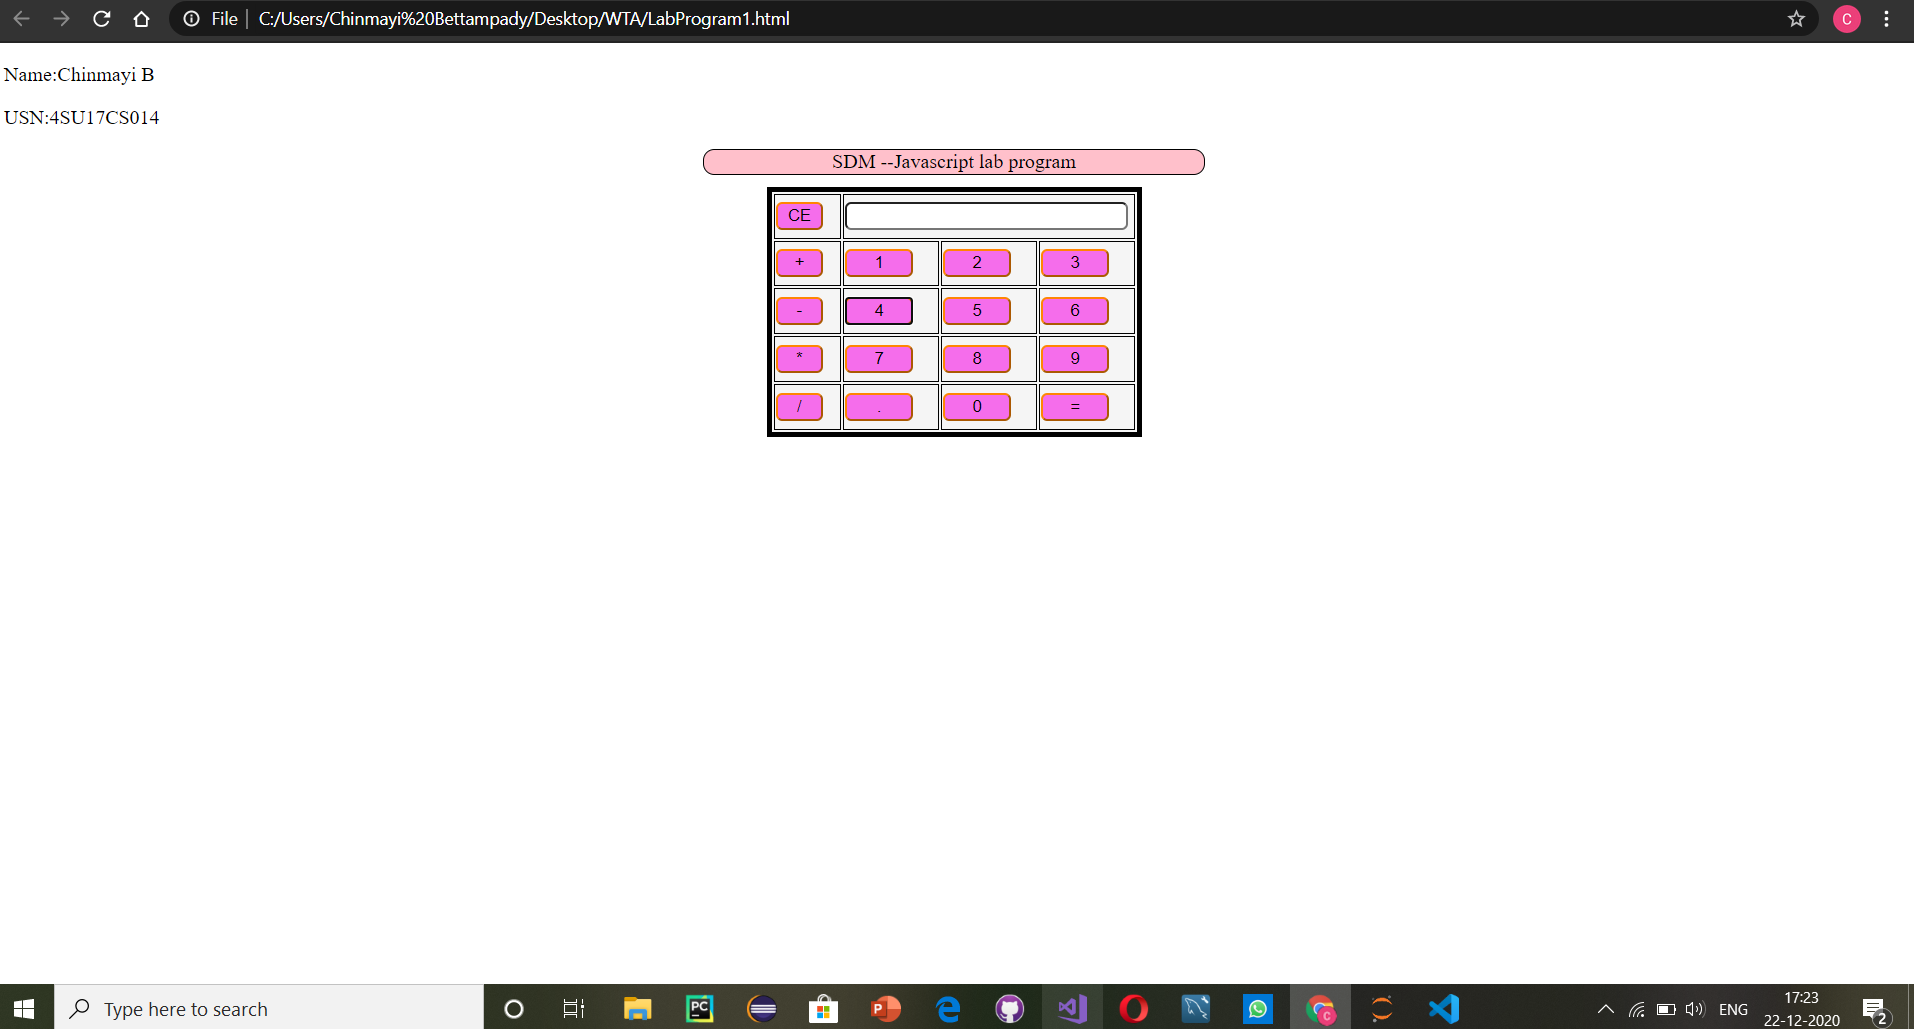 File | C:/Users/Chinmayi%20Bettampady/Desktop/WTA/LabProgram1.html C
Name:Chinmayi B
USN:4SU17CS014
SDM --Javascript lab program
CE
+ 1 2 3
- 4 5 6
* 7 8 9
/ . 0 =
Type here to search PC P C ENG 17:23
22-12-2020 2